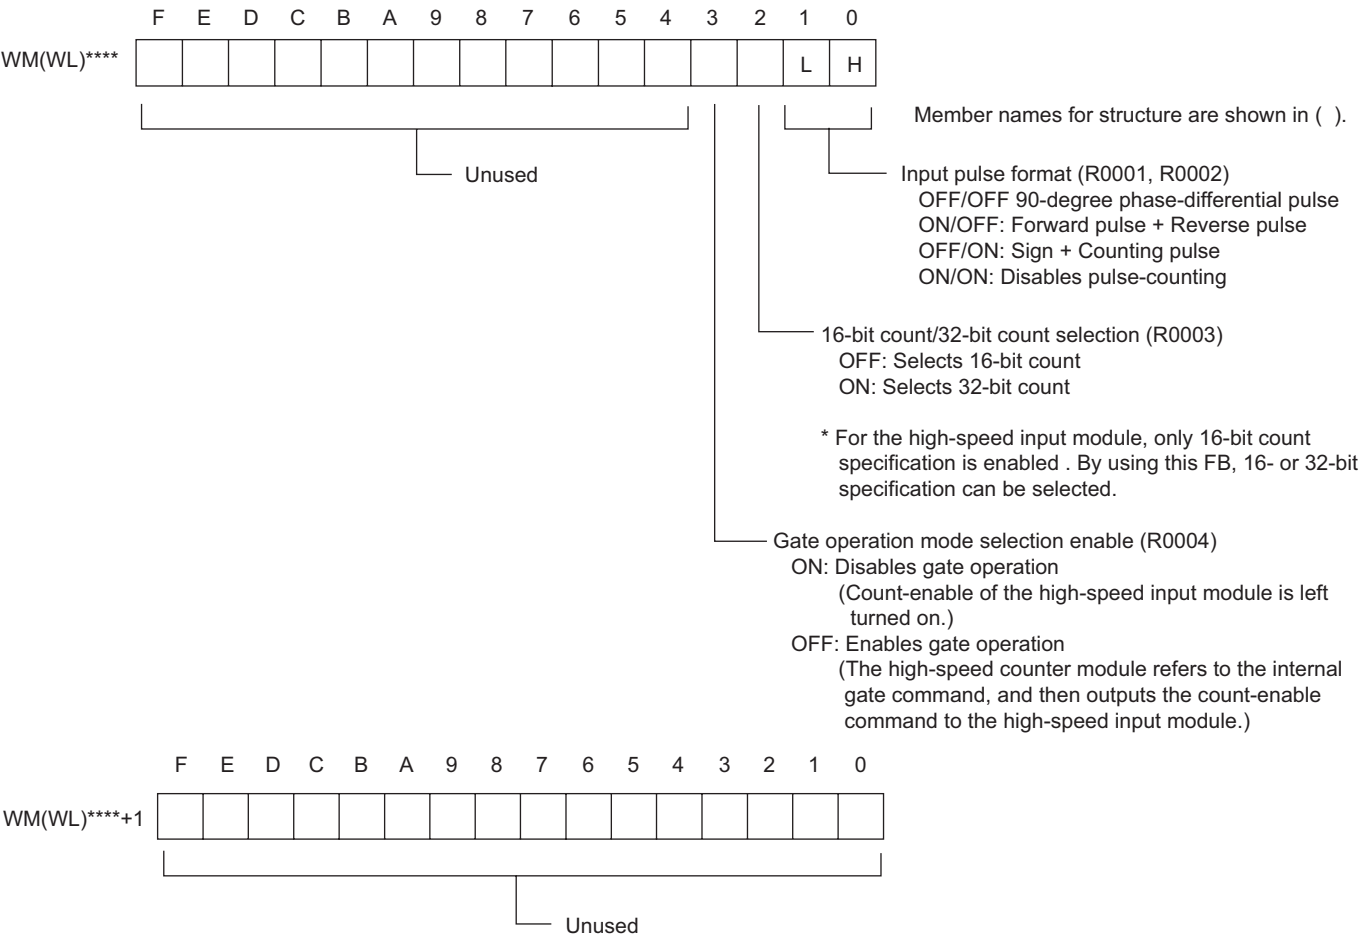 F E D C B A 9 8 7 6 5 4 3 2 1 0
WM(WL)****
L H
Member names for structure are shown in ( ).
Unused
Input pulse format (R0001, R0002)
OFF/OFF 90-degree phase-differential pulse
ON/OFF: Forward pulse + Reverse pulse
OFF/ON: Sign + Counting pulse
ON/ON: Disables pulse-counting
16-bit count/32-bit count selection (R0003)
OFF: Selects 16-bit count
ON: Selects 32-bit count
* For the high-speed input module, only 16-bit count
specification is enabled . By using this FB, 16- or 32-bit
specification can be selected.
Gate operation mode selection enable (R0004)
ON: Disables gate operation
(Count-enable of the high-speed input module is left
turned on.)
OFF: Enables gate operation
(The high-speed counter module refers to the internal
gate command, and then outputs the count-enable
command to the high-speed input module.)
F E D C B A 9 8 7 6 5 4 3 2 1 0
WM(WL)****+1
Unused